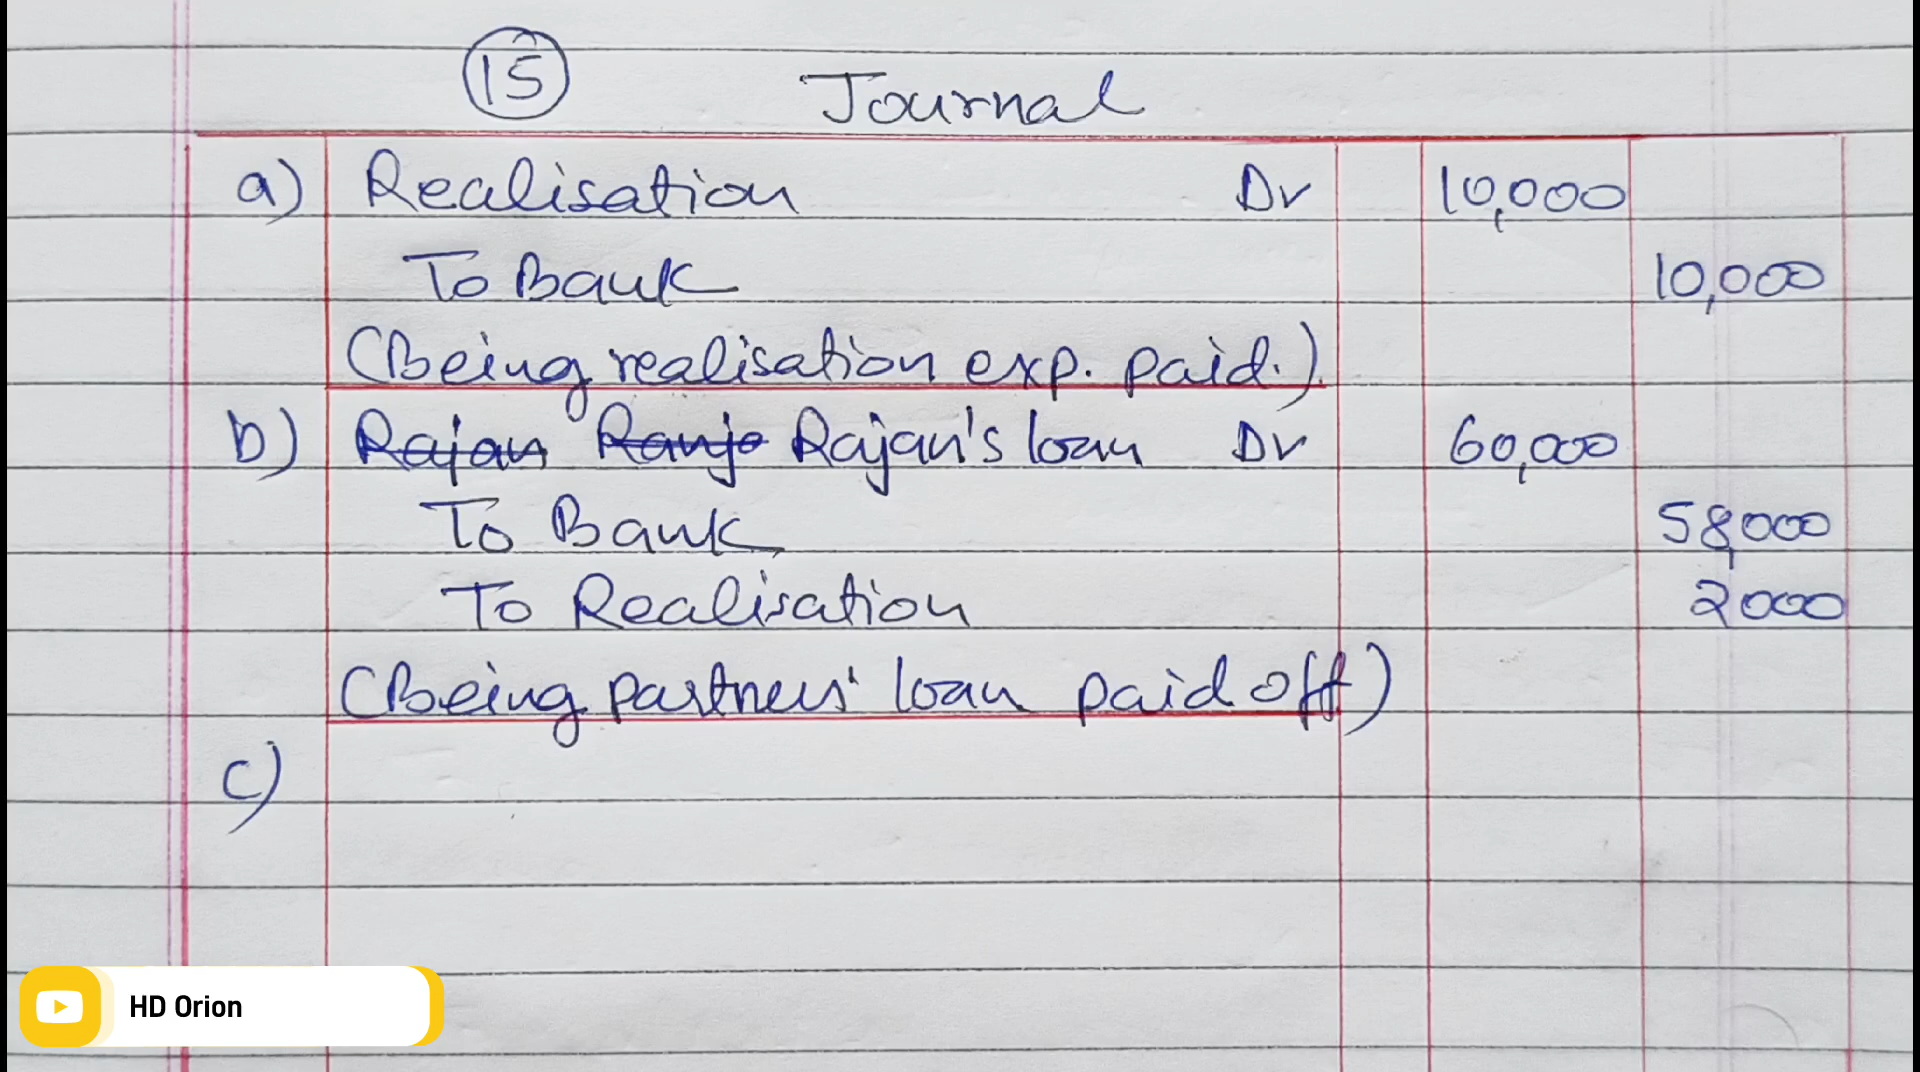 15 Journal
a) Realisation Dr 10,000
To Bank 10,000
(Being realisation exp. paid.)
b) Rajan Ranjo Rajan's loan Dr 60,000
To Bank 58,000
To Realisation 2000
(Being partners' loan paid off)
c)
HD Orion